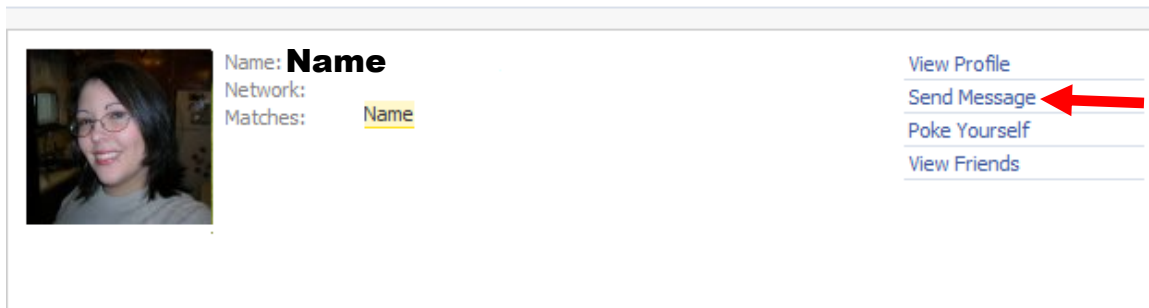 Name: Name
Network:
Matches: Name
View Profile
Send Message
Poke Yourself
View Friends